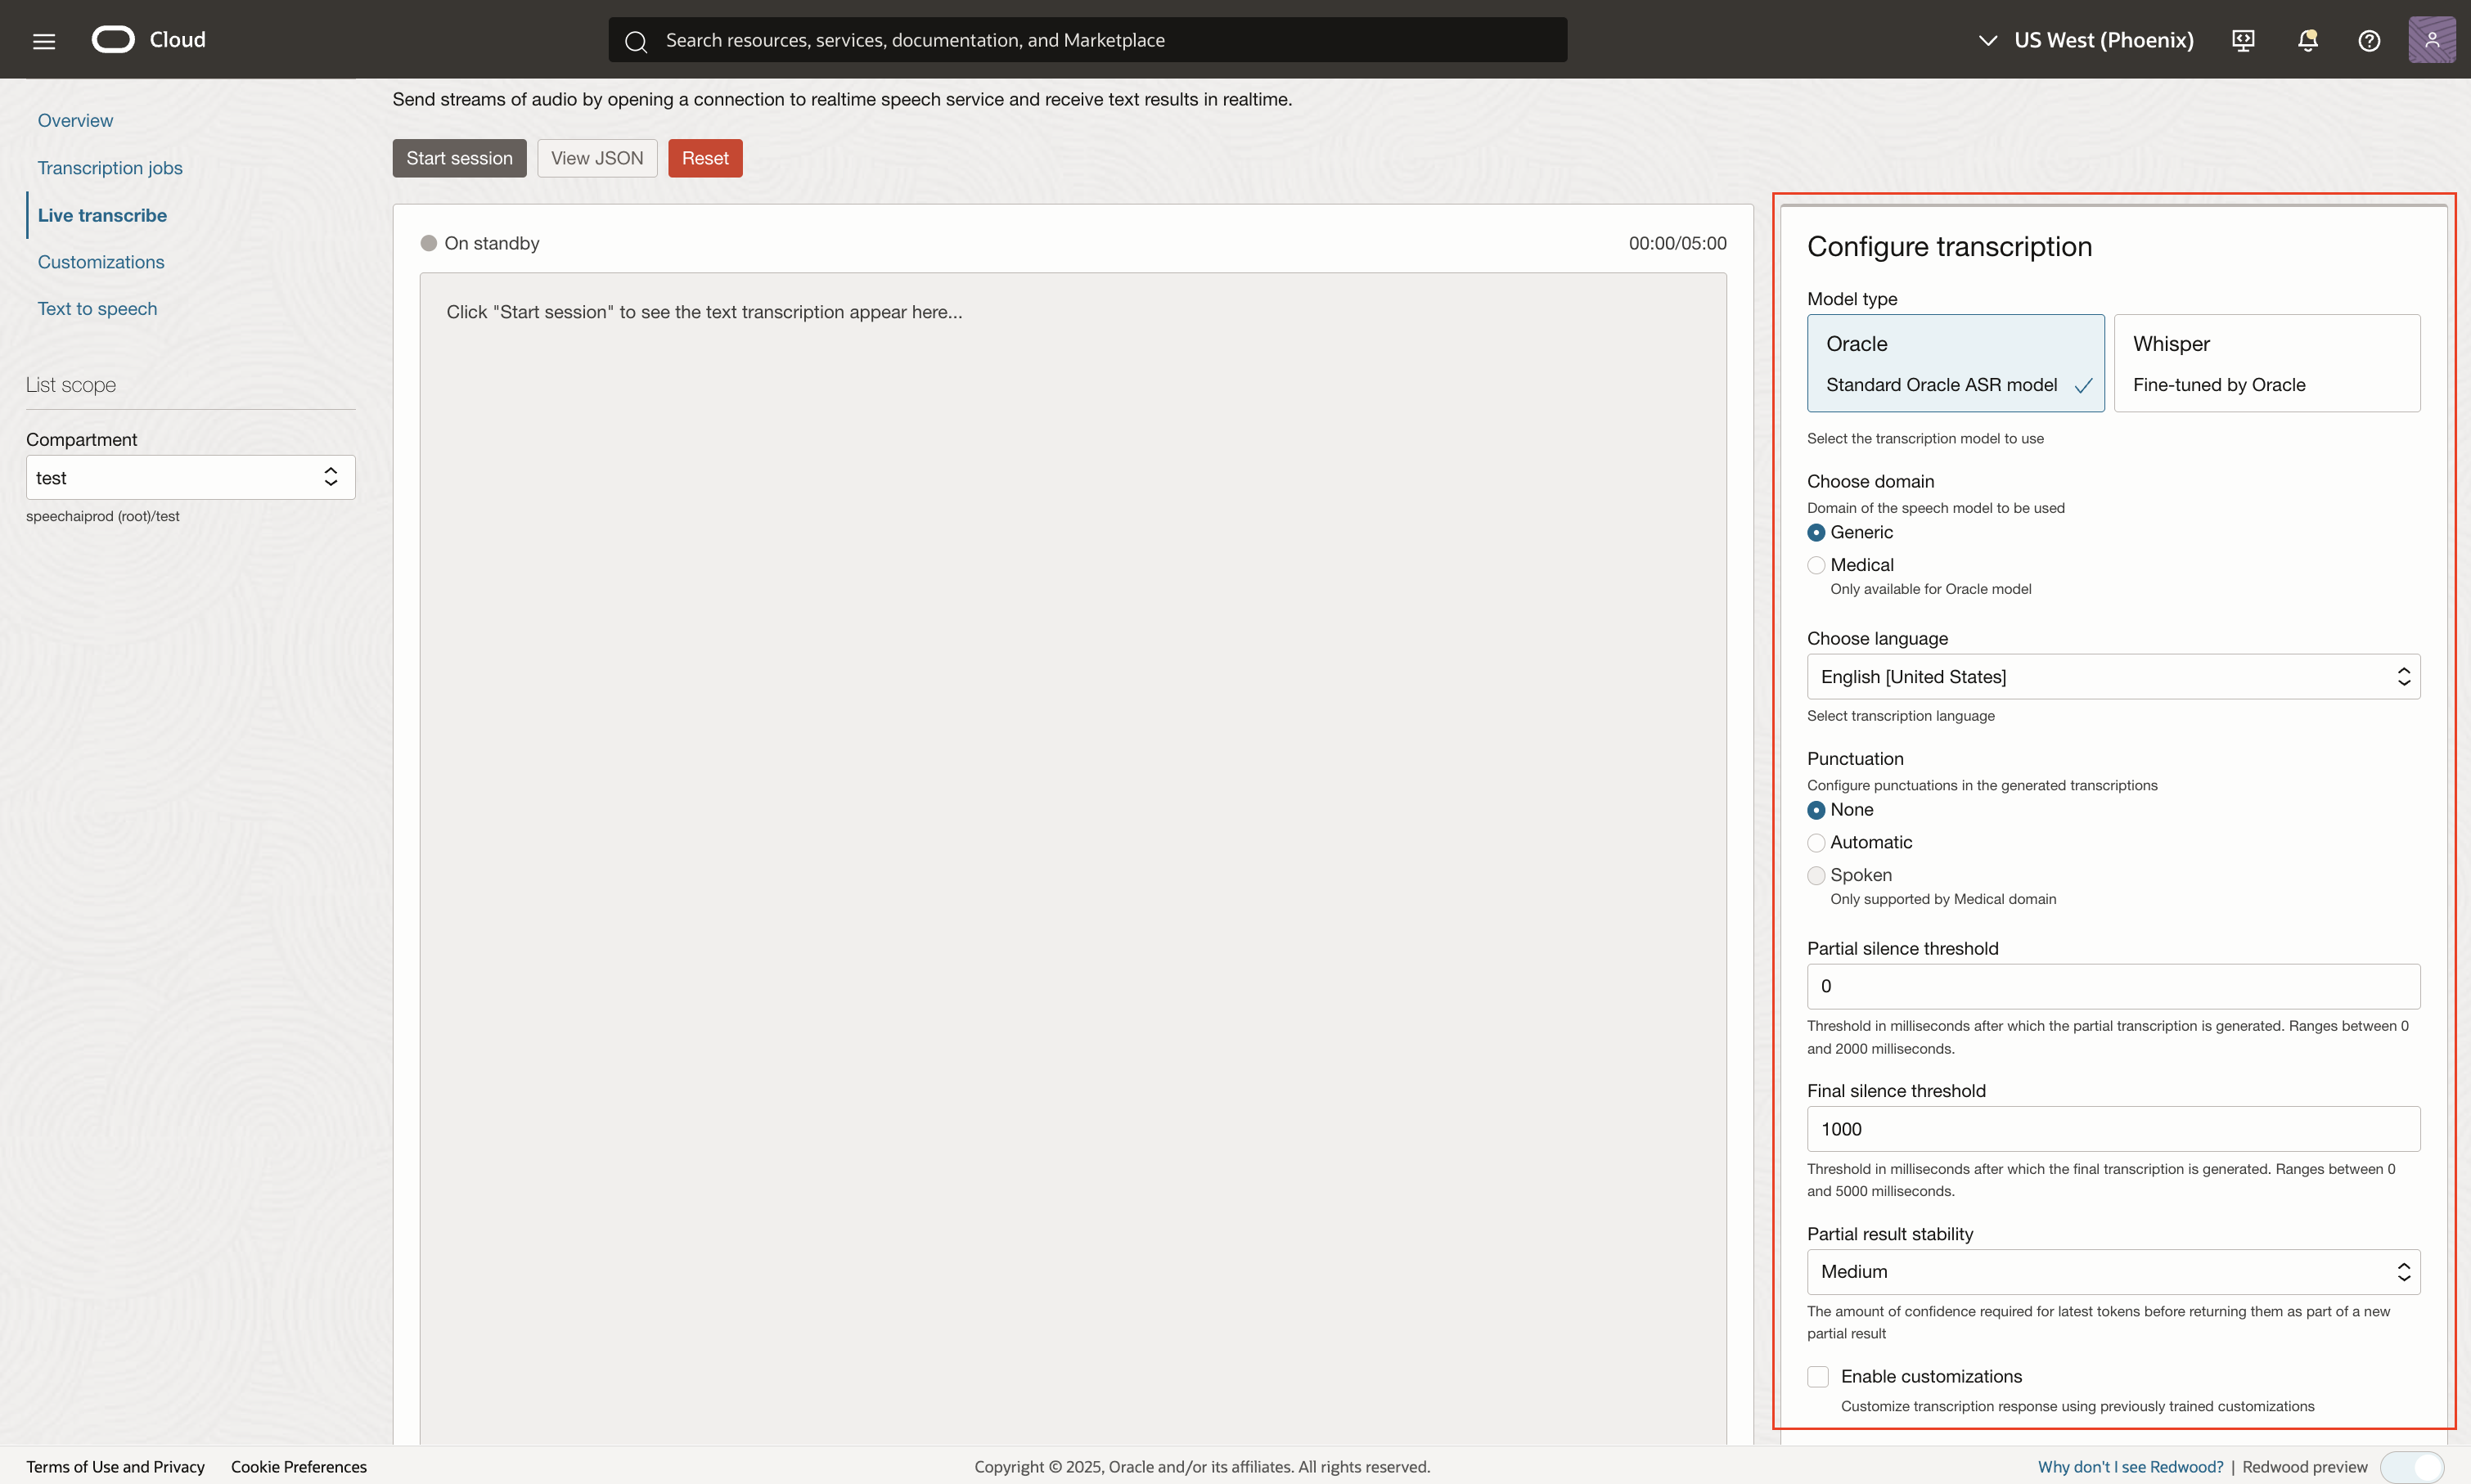 Cloud
Search resources, services, documentation, and Marketplace
US West (Phoenix)
Overview
Transcription jobs
Live transcribe
Customizations
Text to speech
List scope
Compartment
test
speechaiprod (root)/test
Send streams of audio by opening a connection to realtime speech service and receive text results in realtime.
Start session
View JSON
Reset
On standby
00:00/05:00
Click "Start session" to see the text transcription appear here...
Configure transcription
Model type
Oracle
Standard Oracle ASR model
Whisper
Fine-tuned by Oracle
Select the transcription model to use
Choose domain
Domain of the speech model to be used
Generic
Medical
Only available for Oracle model
Choose language
English [United States]
Select transcription language
Punctuation
Configure punctuations in the generated transcriptions
None
Automatic
Spoken
Only supported by Medical domain
Partial silence threshold
0
Threshold in milliseconds after which the partial transcription is generated. Ranges between 0
and 2000 milliseconds.
Final silence threshold
1000
Threshold in milliseconds after which the final transcription is generated. Ranges between 0
and 5000 milliseconds.
Partial result stability
Medium
The amount of confidence required for latest tokens before returning them as part of a new
partial result
Enable customizations
Customize transcription response using previously trained customizations
Terms of Use and Privacy
Cookie Preferences
Copyright © 2025, Oracle and/or its affiliates. All rights reserved.
Why don't I see Redwood? | Redwood preview